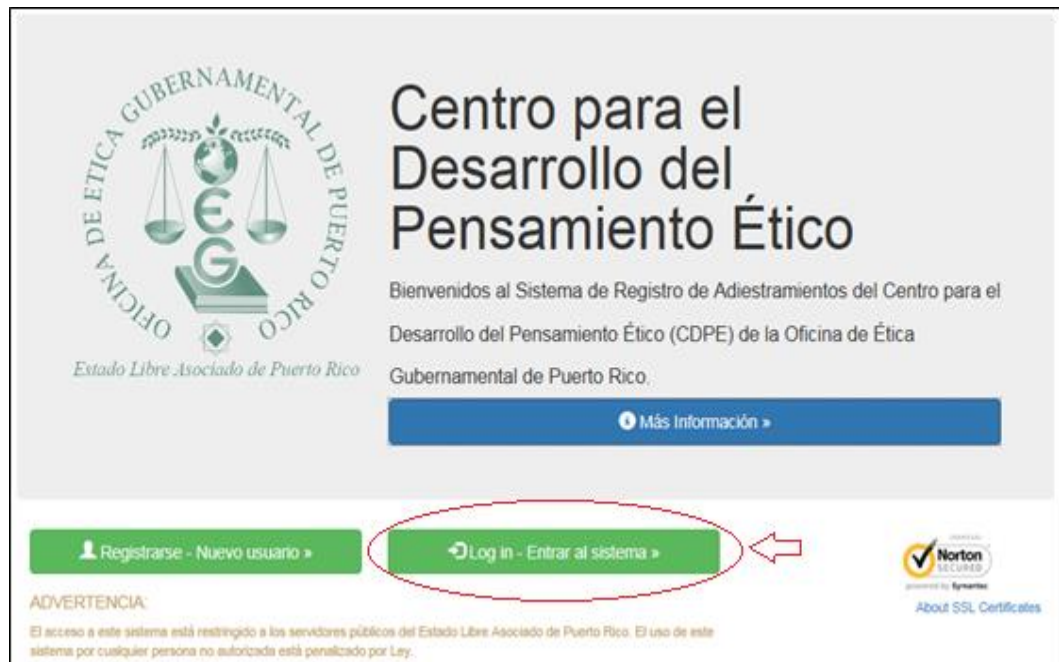 OFICINA DE ETICA GUBERNAMENTAL DE PUERTO RICO
OEG
Estado Libre Asociado de Puerto Rico
Centro para el
Desarrollo del
Pensamiento Ético
Bienvenidos al Sistema de Registro de Adiestramientos del Centro para el
Desarrollo del Pensamiento Ético (CDPE) de la Oficina de Ética
Gubernamental de Puerto Rico.
Más Información »
Registrarse - Nuevo usuario »
Log in - Entrar al sistema »
Norton
SECURED
powered by Symantec
About SSL Certificates
ADVERTENCIA:
El acceso a este sistema está restringido a los servidores públicos del Estado Libre Asociado de Puerto Rico. El uso de este
sistema por cualquier persona no autorizada está penalizado por Ley.